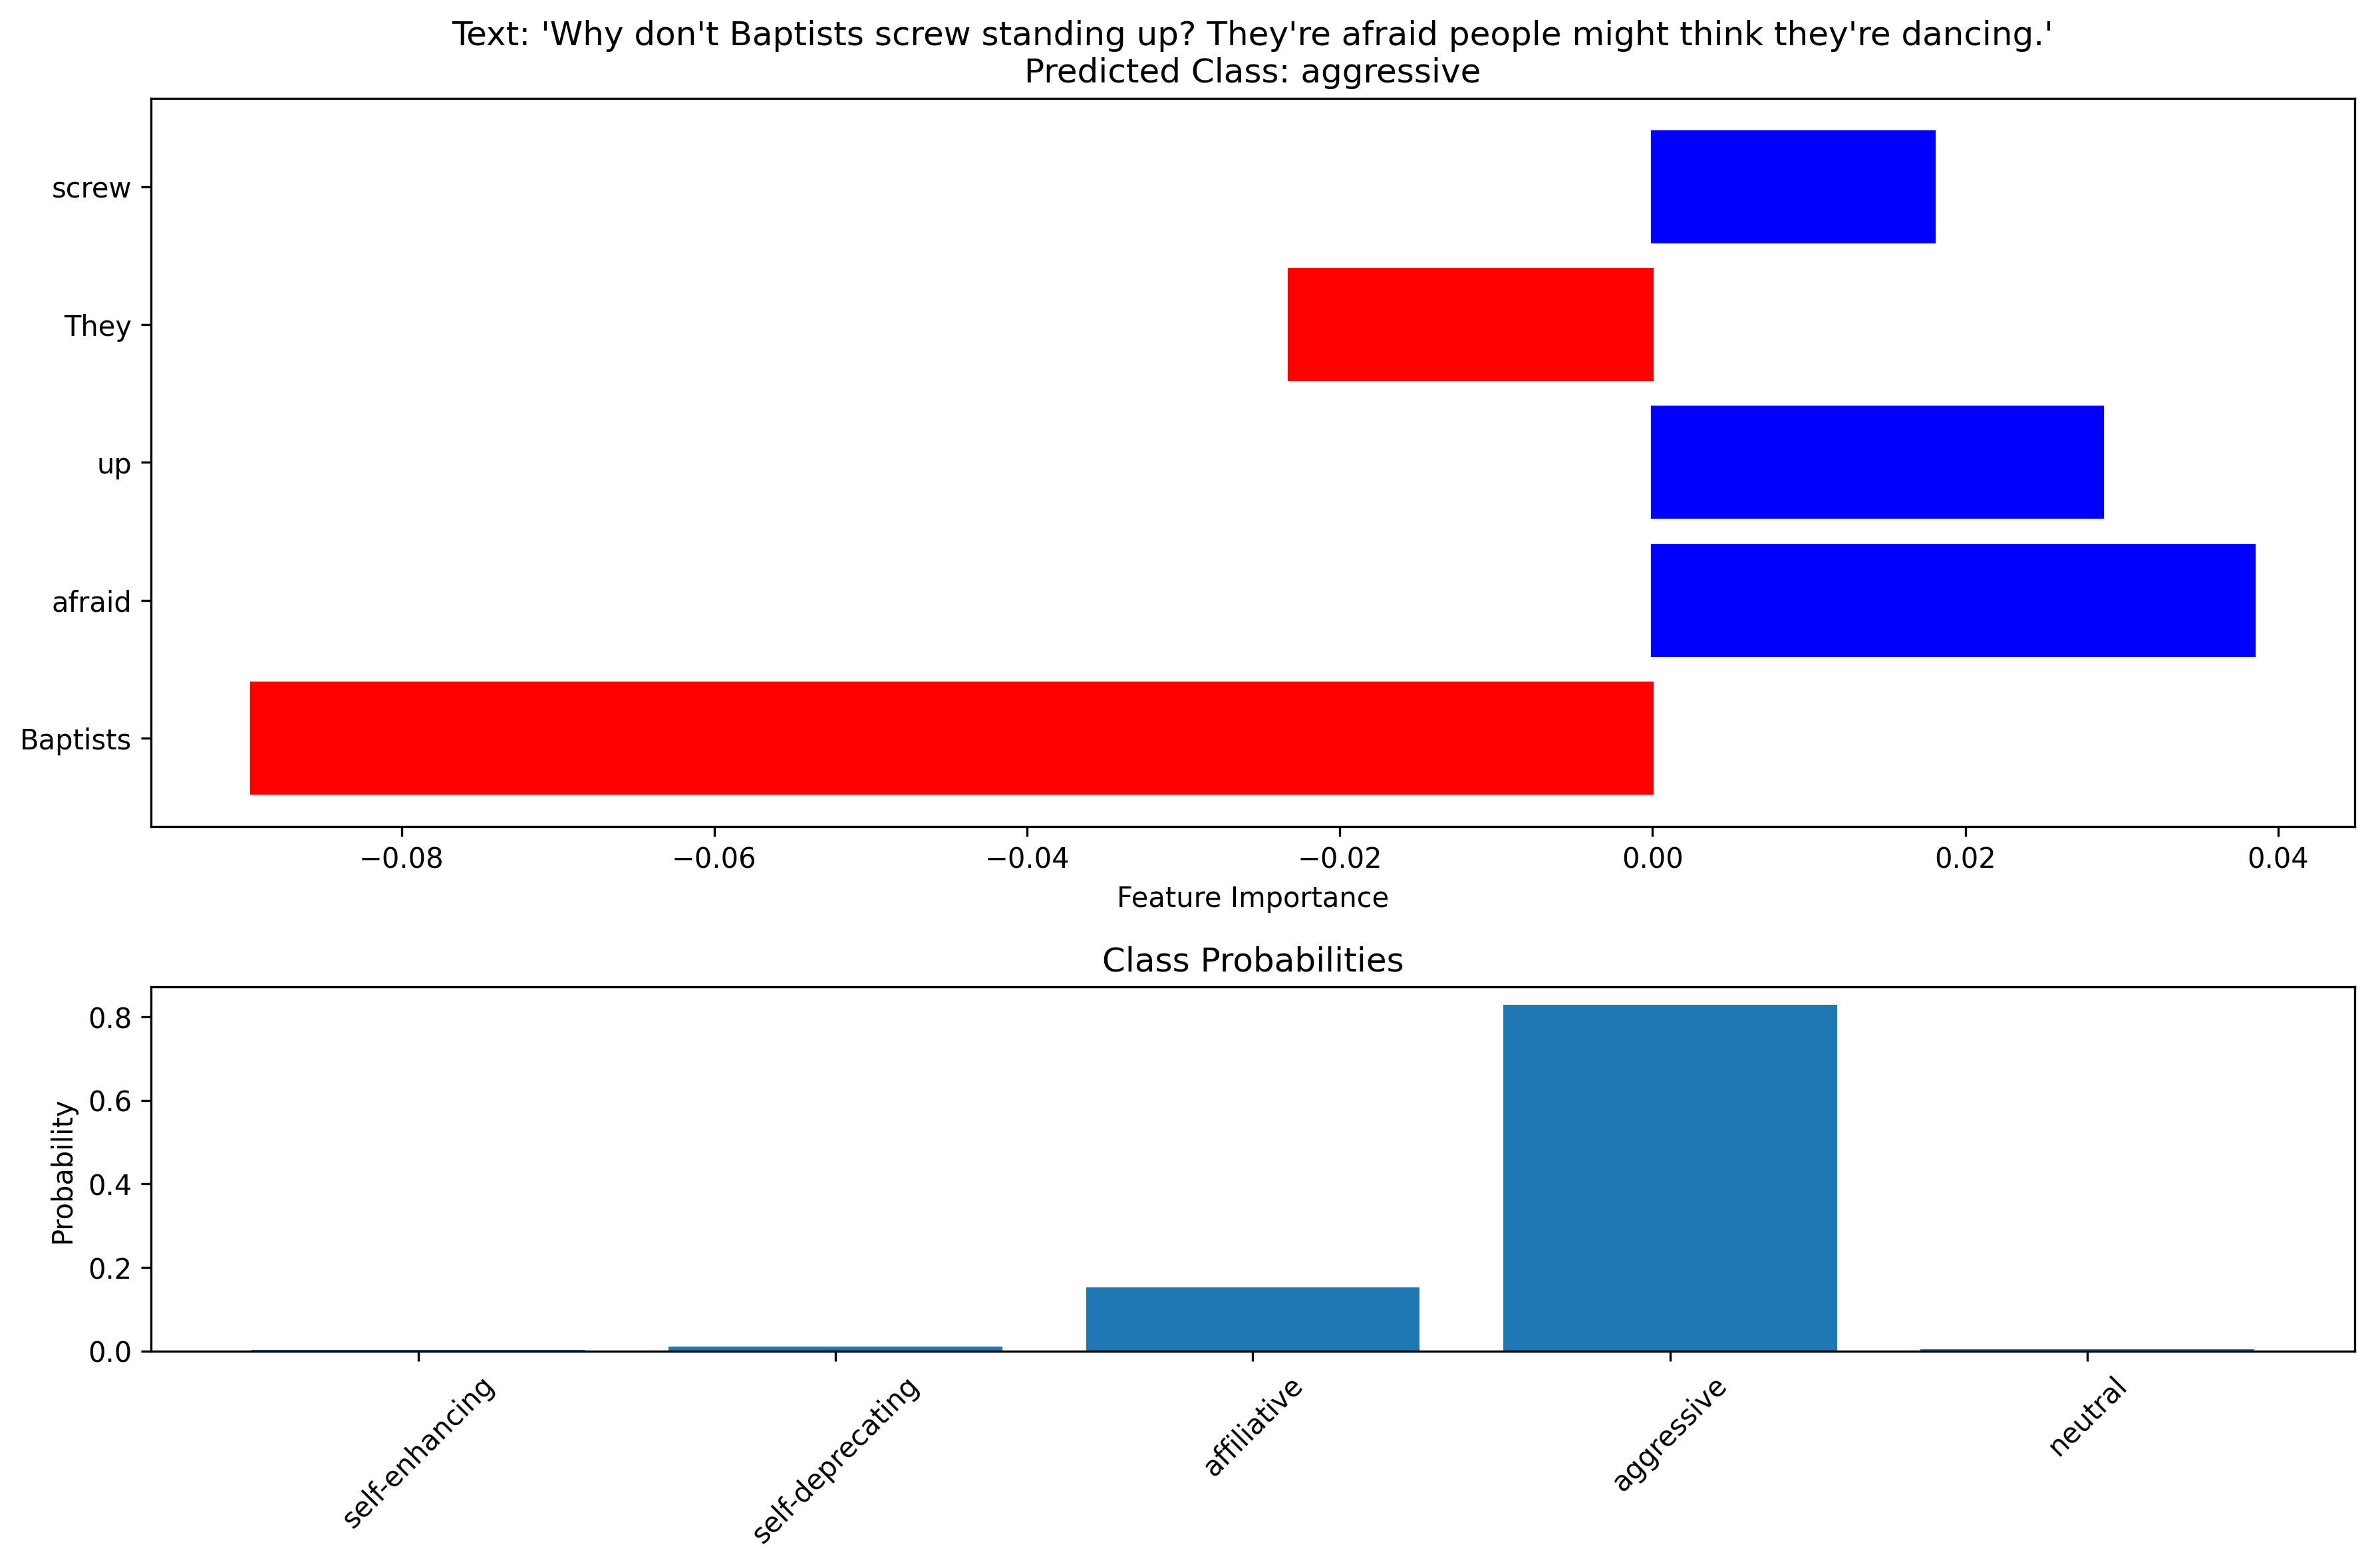 Text: 'Why don't Baptists screw standing up? They're afraid people might think they're dancing.'
Predicted Class: aggressive
screw
They
up
afraid
Baptists
−0.08 −0.06 −0.04 −0.02 0.00 0.02 0.04
Feature Importance
Class Probabilities
Probability
0.8
0.6
0.4
0.2
0.0
self-enhancing self-deprecating affiliative aggressive neutral